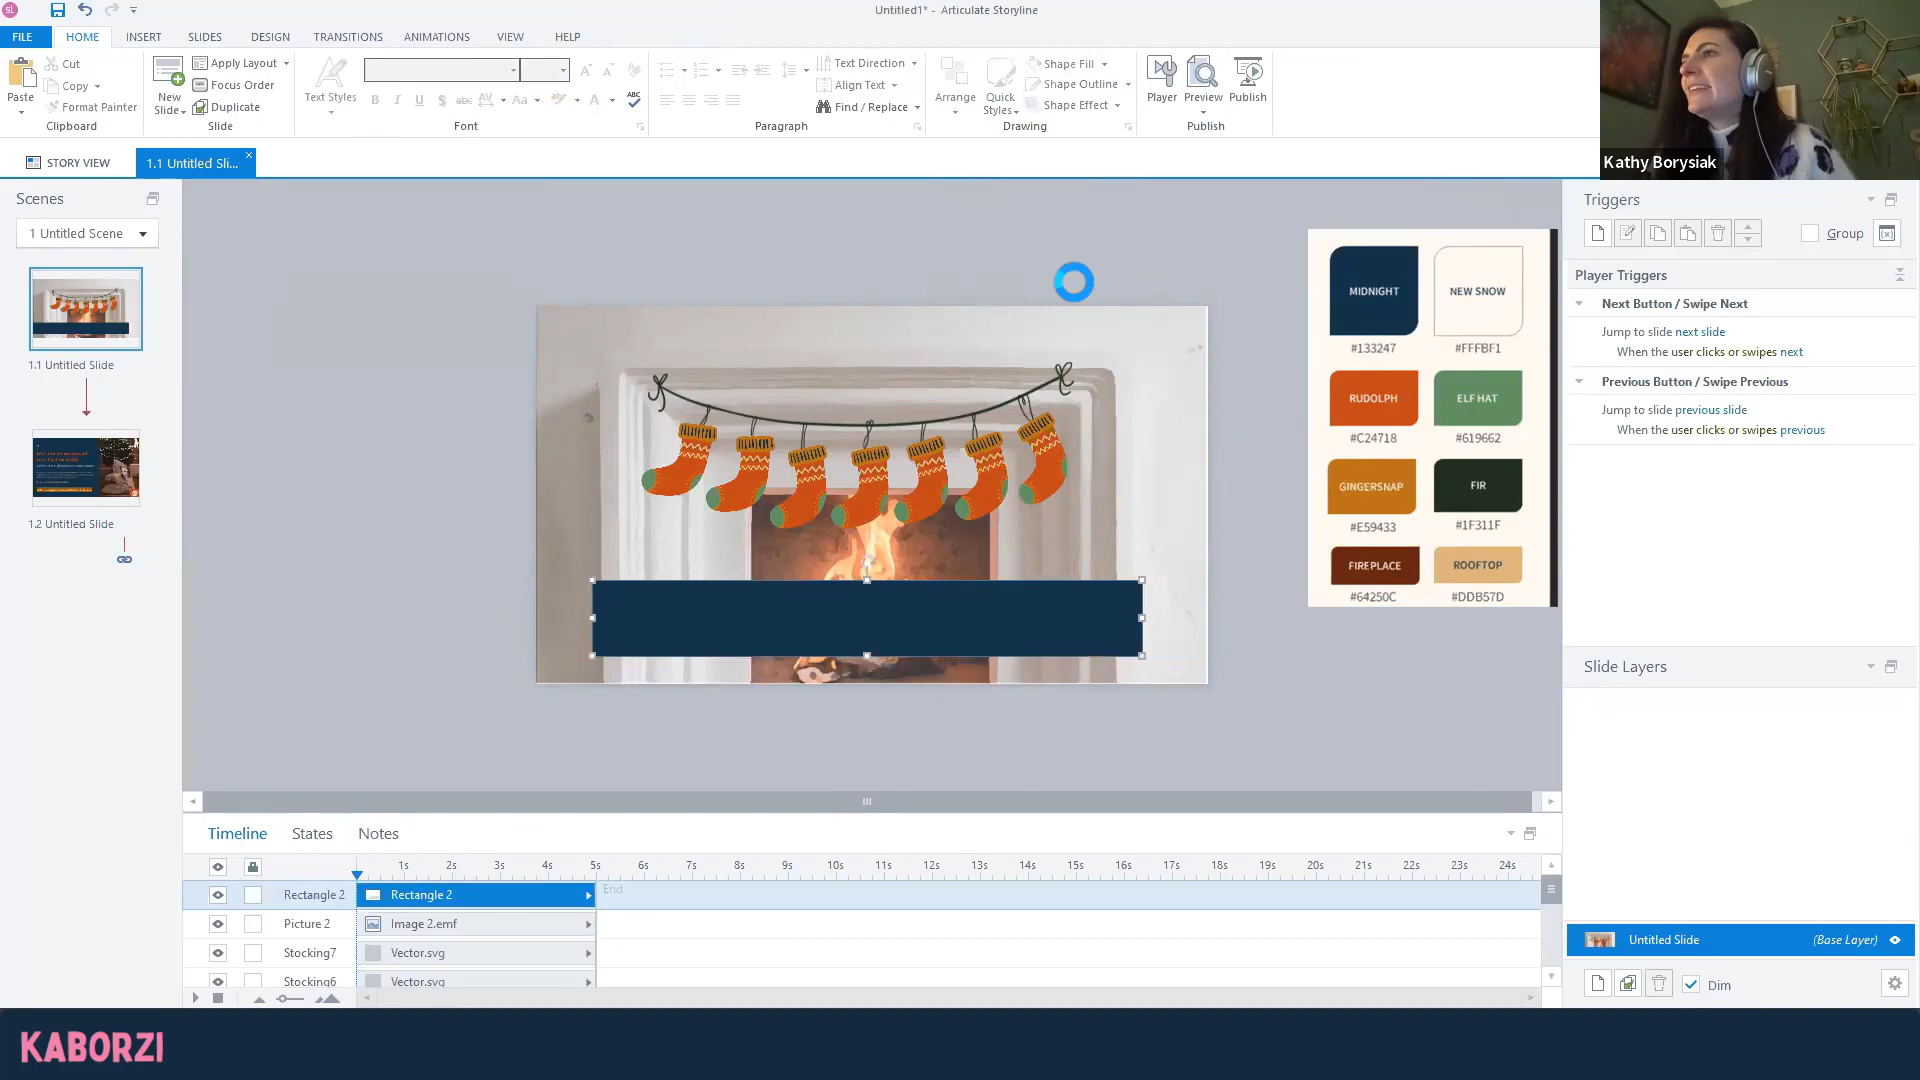 Untitled1* - Articulate Storyline
FILE
HOME
INSERT
SLIDES
DESIGN
TRANSITIONS
ANIMATIONS
VIEW
HELP
Paste
Cut
Copy
Format Painter
Clipboard
New
Slide
Apply Layout
Focus Order
Duplicate
Slide
Text Styles
B
I
U
S
abc
AV
Aa
A
ABC
Font
Text Direction
Align Text
Find / Replace
Paragraph
Arrange
Quick
Styles
Shape Fill
Shape Outline
Shape Effect
Drawing
Player
Preview
Publish
Publish
Kathy Borysiak
STORY VIEW
1.1 Untitled Sli...
Scenes
1 Untitled Scene
1.1 Untitled Slide
1.2 Untitled Slide
MIDNIGHT
NEW SNOW
#133247
#FFFBF1
RUDOLPH
ELF HAT
#C24718
#619662
GINGERSNAP
FIR
#E59433
#1F311F
FIREPLACE
ROOFTOP
#64250C
#DDB57D
Triggers
Group
Player Triggers
Next Button / Swipe Next
Jump to slide next slide
When the user clicks or swipes next
Previous Button / Swipe Previous
Jump to slide previous slide
When the user clicks or swipes previous
Slide Layers
Untitled Slide (Base Layer)
Dim
Timeline
States
Notes
1s 2s 3s 4s 5s 6s 7s 8s 9s 10s 11s 12s 13s 14s 15s 16s 17s 18s 19s 20s 21s 22s 23s 24s
Rectangle 2 Rectangle 2 End
Picture 2 Image 2.emf
Stocking7 Vector.svg
Stocking6 Vector.svg
KABORZI